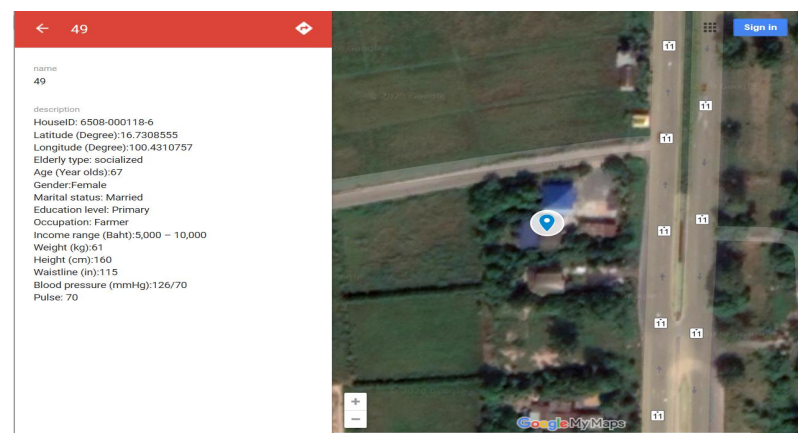 49
name
49
description
HouseID: 6508-000118-6
Latitude (Degree):16.7308555
Longitude (Degree):100.4310757
Elderly type: socialized
Age (Year olds):67
Gender:Female
Marital status: Married
Education level: Primary
Occupation: Farmer
Income range (Baht):5,000 – 10,000
Weight (kg):61
Height (cm):160
Waistline (in):115
Blood pressure (mmHg):126/70
Pulse: 70
Sign in
11
11
11
11
11
11
11
11
+
−
Google My Maps